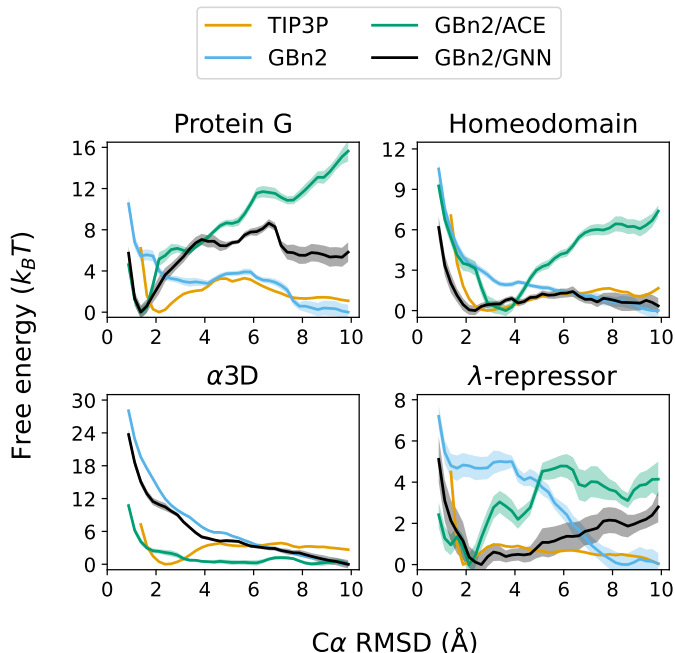 TIP3P GBn2/ACE
GBn2 GBn2/GNN
Protein G Homeodomain
16
12
8
4
0
0 2 4 6 8 10
12
9
6
3
0
0 2 4 6 8 10
Free energy (k_BT)
α3D λ-repressor
30
24
18
12
6
0
0 2 4 6 8 10
8
6
4
2
0
0 2 4 6 8 10
Cα RMSD (Å)